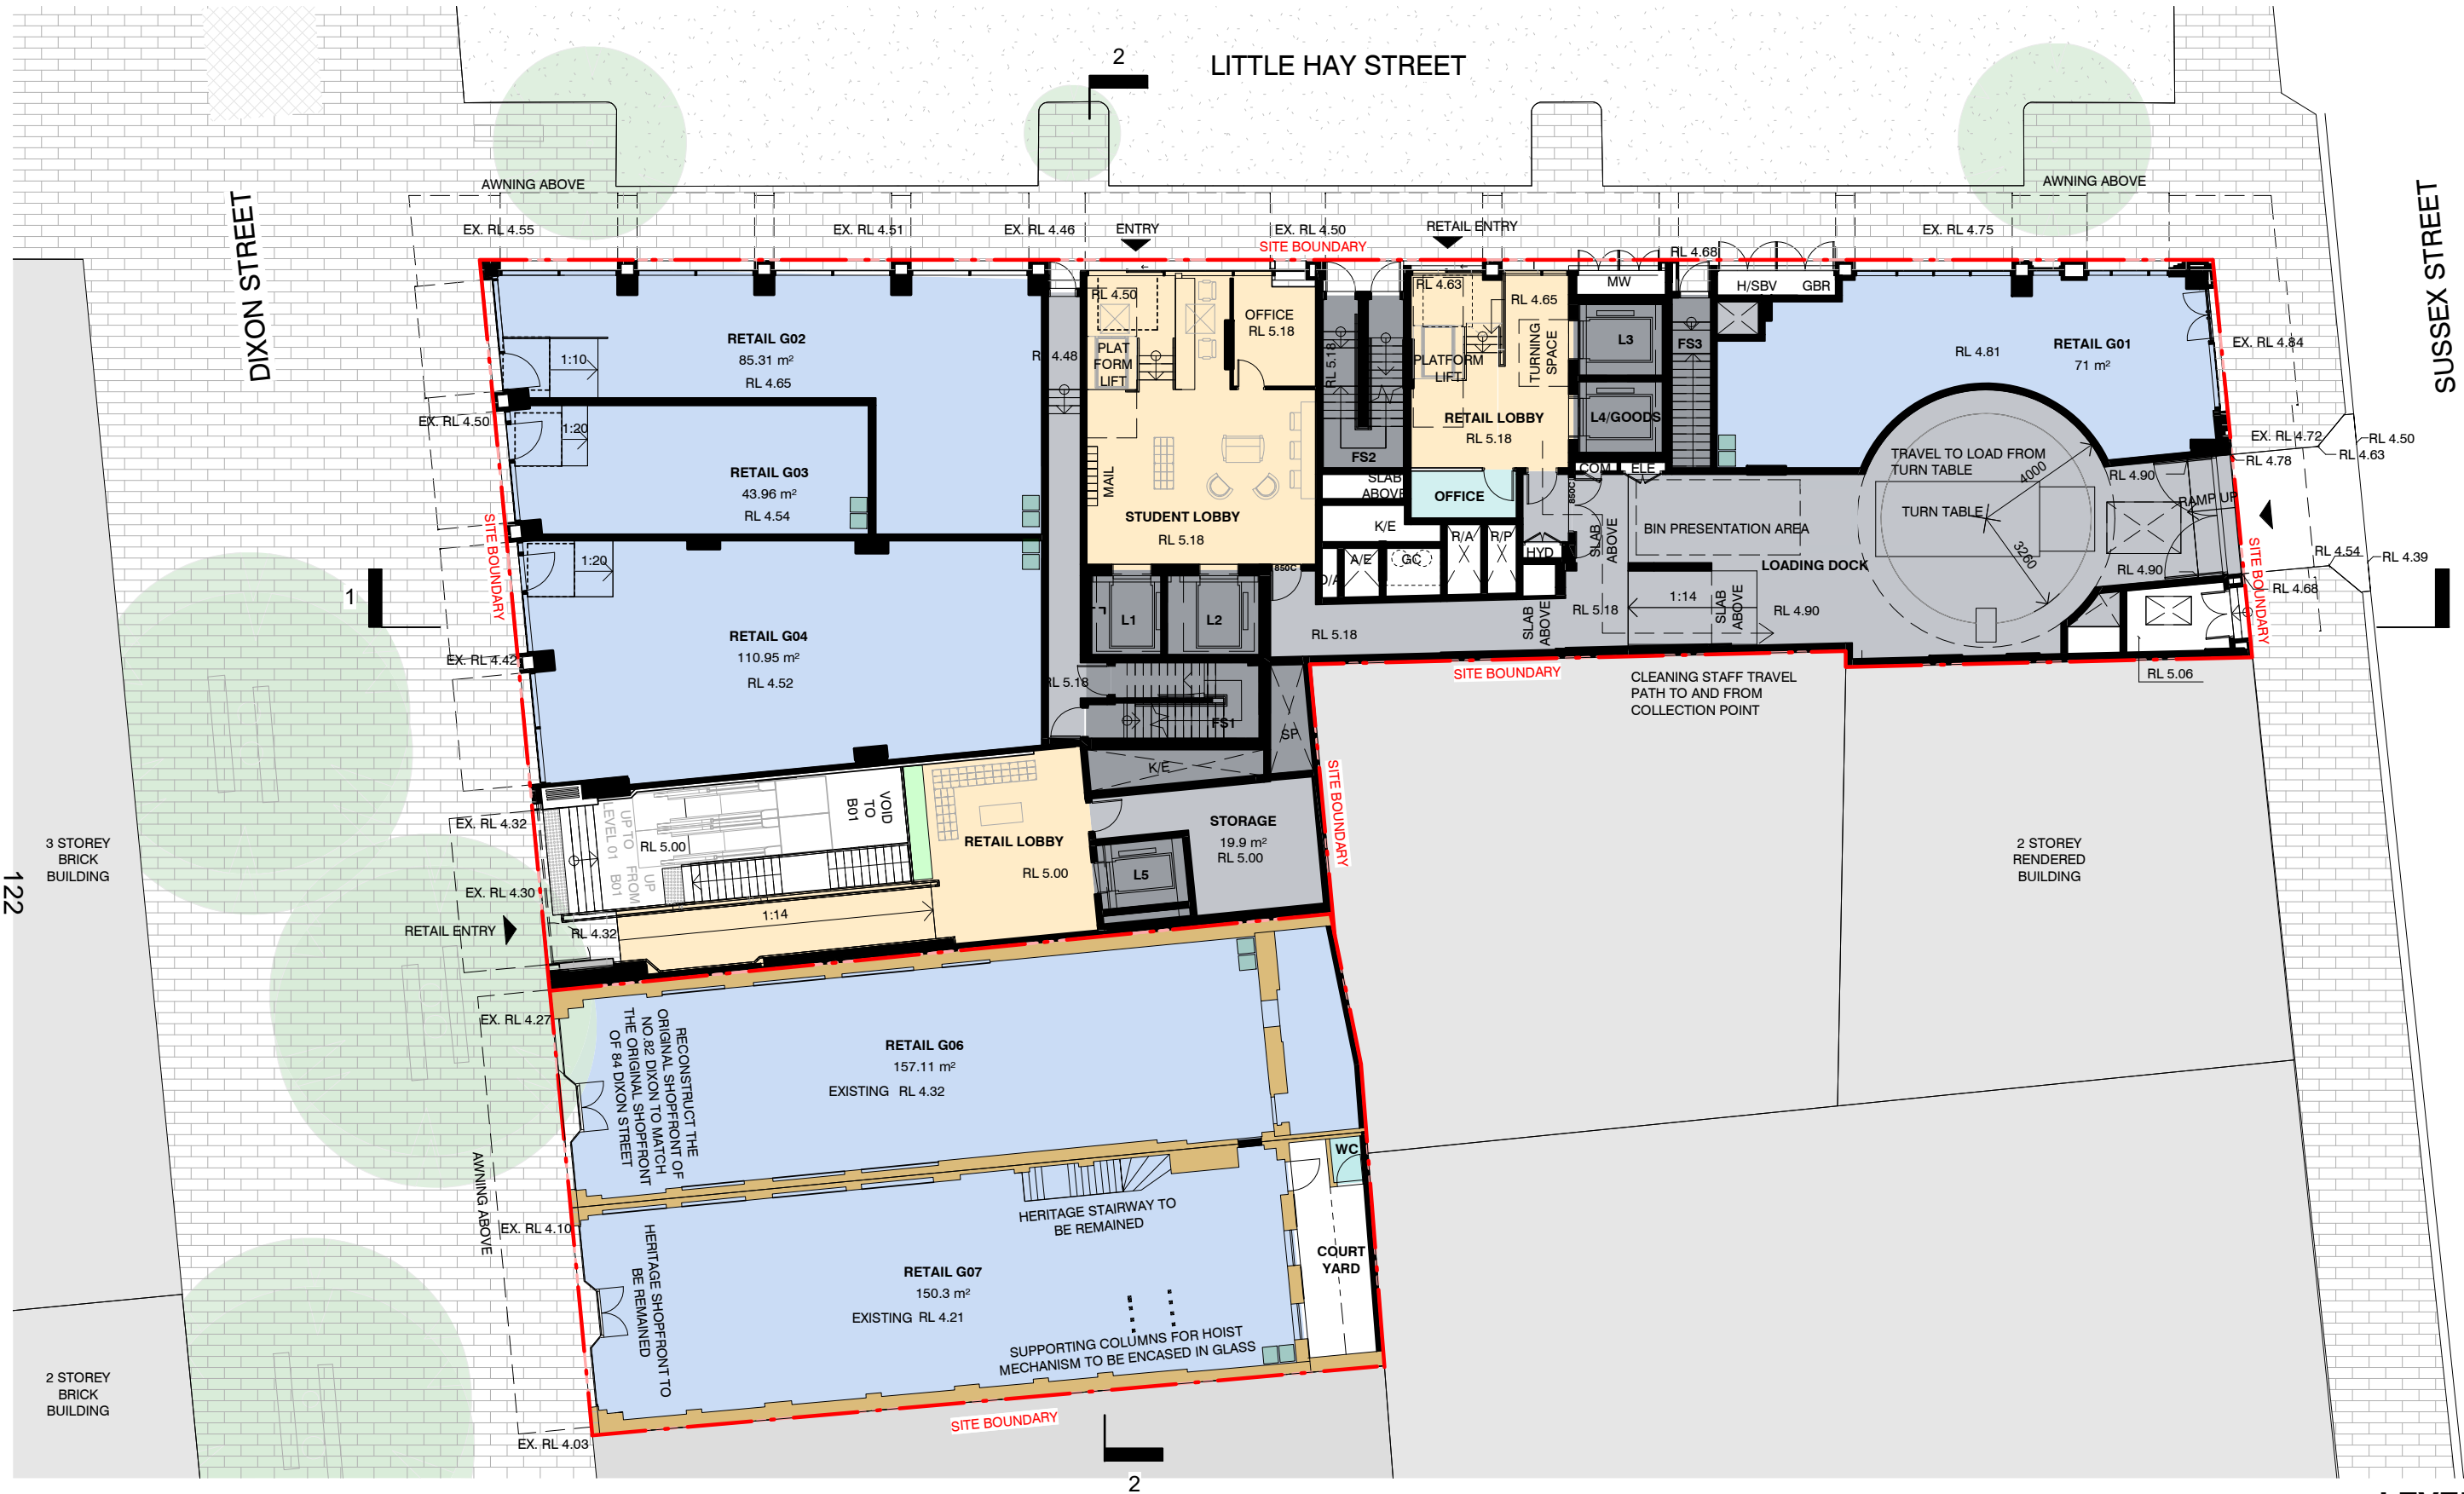 2
LITTLE HAY STREET
DIXON STREET
SUSSEX STREET
AWNING ABOVE
AWNING ABOVE
EX. RL 4.55
EX. RL 4.51
EX. RL 4.46
ENTRY
EX. RL 4.50
RETAIL ENTRY
EX. RL 4.75
SITE BOUNDARY
RL 4.68
RL 4.50
OFFICE
RL 5.18
RL 4.63
RL 4.65
MW
H/SBV
GBR
RETAIL G02
85.31 m²
RL 4.65
1:10
RL 4.48
PLAT
FORM
LIFT
RL 5.18
PLATFORM
LIFT
TURNING
SPACE
L3
FS3
RL 4.81
RETAIL G01
71 m²
EX. RL 4.84
EX. RL 4.50
1:20
RETAIL G03
43.96 m²
RL 4.54
MAIL
STUDENT LOBBY
RL 5.18
FS2
RETAIL LOBBY
RL 5.18
L4/GOODS
COM
ELE
850C
SLAB
ABOVE
OFFICE
K/E
R/A
R/P
HYD
A/E
GC
O/A
850C
SLAB
ABOVE
BIN PRESENTATION AREA
TRAVEL TO LOAD FROM
TURN TABLE
4000
TURN TABLE
3260
LOADING DOCK
RL 4.90
RAMP UP
RL 4.90
EX. RL 4.72
RL 4.50
RL 4.63
RL 4.78
RL 4.54
RL 4.39
RL 4.68
SITE BOUNDARY
RL 5.06
SITE BOUNDARY
1
1:20
RETAIL G04
110.95 m²
RL 4.52
EX. RL 4.42
L1
L2
RL 5.18
SLAB
ABOVE
RL 5.18
1:14
SLAB
ABOVE
RL 4.90
SITE BOUNDARY
CLEANING STAFF TRAVEL
PATH TO AND FROM
COLLECTION POINT
RL 5.18
FS1
SP
K/E
SITE BOUNDARY
EX. RL 4.32
UP TO
LEVEL 01
UP
FROM
B01
RL 5.00
VOID
TO
B01
RETAIL LOBBY
RL 5.00
STORAGE
19.9 m²
RL 5.00
L5
EX. RL 4.30
1:14
RETAIL ENTRY
RL 4.32
3 STOREY
BRICK
BUILDING
122
2 STOREY
RENDERED
BUILDING
EX. RL 4.27
RECONSTRUCT THE
ORIGINAL SHOPFRONT OF
NO.82 DIXON TO MATCH
THE ORIGINAL SHOPFRONT
OF 84 DIXON STREET
RETAIL G06
157.11 m²
EXISTING RL 4.32
WC
AWNING ABOVE
EX. RL 4.10
HERITAGE STAIRWAY TO
BE REMAINED
HERITAGE SHOPFRONT TO
BE REMAINED
RETAIL G07
150.3 m²
EXISTING RL 4.21
COURT
YARD
SUPPORTING COLUMNS FOR HOIST
MECHANISM TO BE ENCASED IN GLASS
2 STOREY
BRICK
BUILDING
SITE BOUNDARY
EX. RL 4.03
2